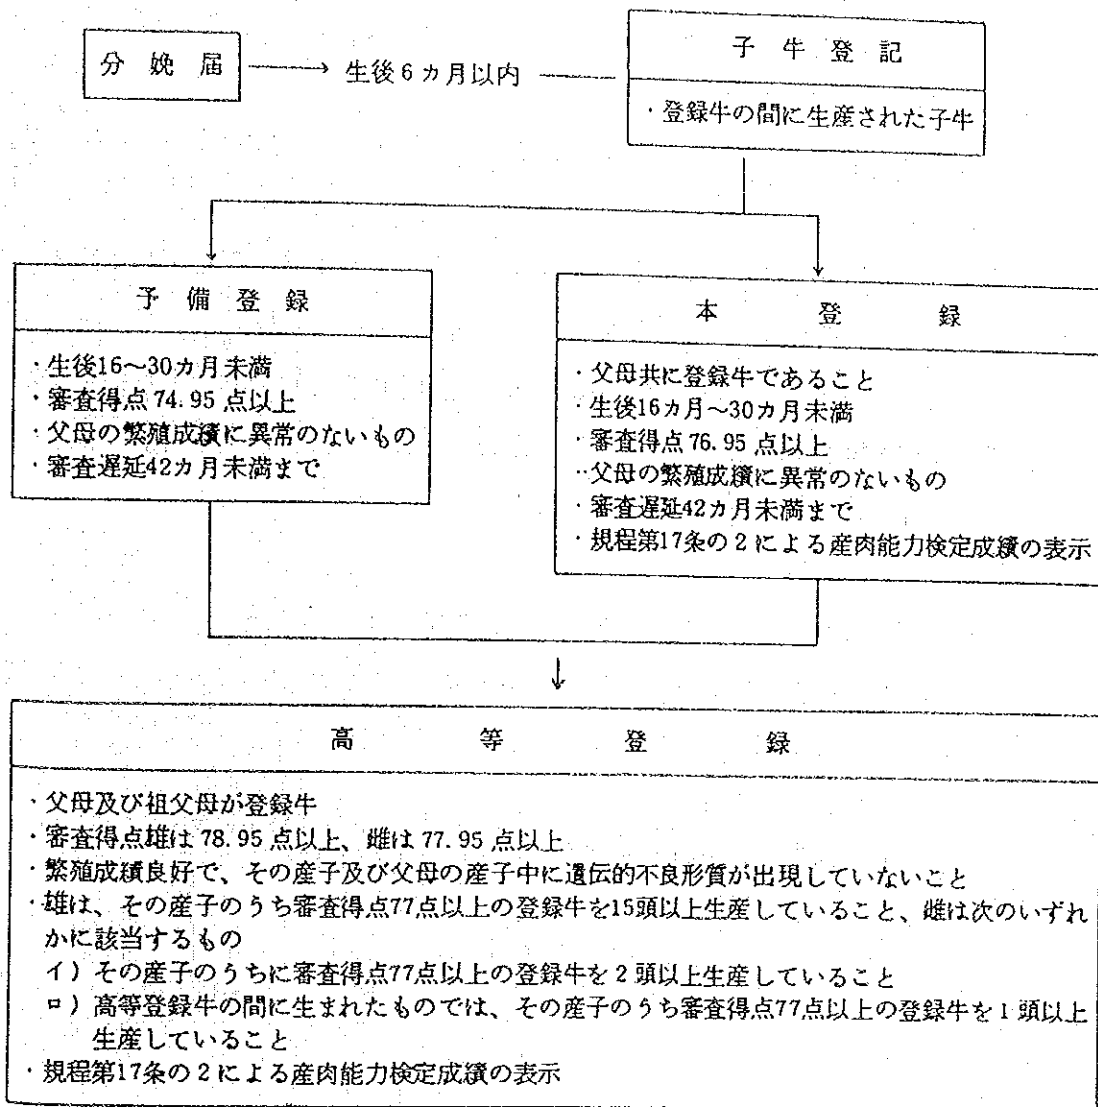 分娩届
生後6カ月以内
子牛登記
・登録牛の間に生産された子牛
予備登録
・生後16～30カ月未満
・審査得点74.95点以上
・父母の繁殖成績に異常のないもの
・審査遅延42カ月未満まで
本登録
・父母共に登録牛であること
・生後16カ月～30カ月未満
・審査得点76.95点以上
・父母の繁殖成績に異常のないもの
・審査遅延42カ月未満まで
・規程第17条の2による産肉能力検定成績の表示
高等登録
・父母及び祖父母が登録牛
・審査得点雄は78.95点以上、雌は77.95点以上
・繁殖成績良好で、その産子及び父母の産子中に遺伝的不良形質が出現していないこと
・雄は、その産子のうち審査得点77点以上の登録牛を15頭以上生産していること、雌は次のいずれ
かに該当するもの
イ）その産子のうちに審査得点77点以上の登録牛を2頭以上生産していること
ロ）高等登録牛の間に生まれたものでは、その産子のうち審査得点77点以上の登録牛を1頭以上
生産していること
・規程第17条の2による産肉能力検定成績の表示